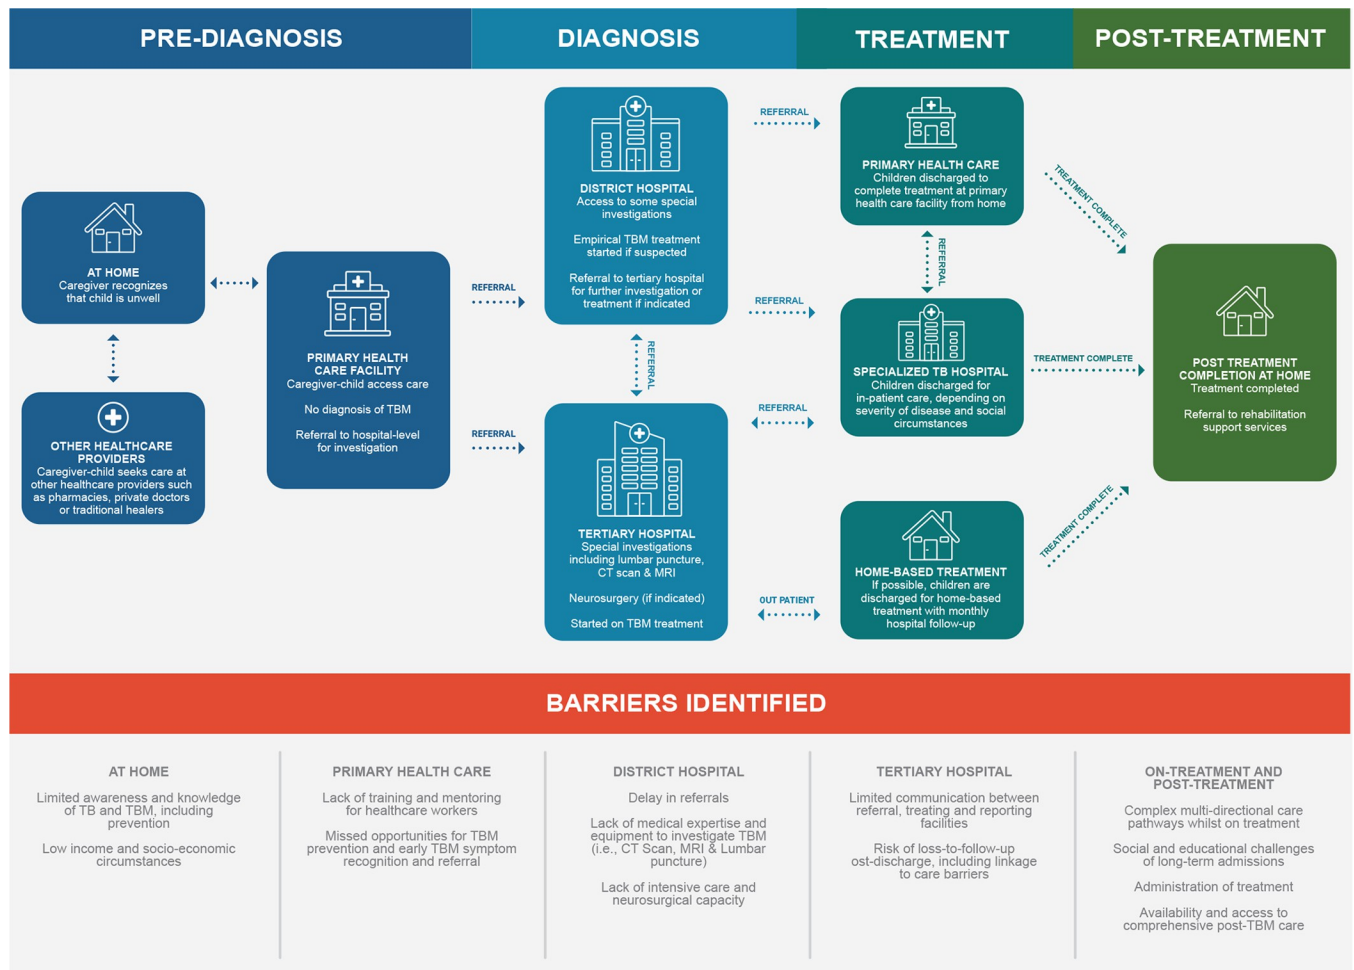 PRE-DIAGNOSIS
DIAGNOSIS
TREATMENT
POST-TREATMENT
AT HOME
Caregiver recognizes
that child is unwell
OTHER HEALTHCARE
PROVIDERS
Caregiver-child seeks care at
other healthcare providers such
as pharmacies, private doctors
or traditional healers
PRIMARY HEALTH
CARE FACILITY
Caregiver-child access care
No diagnosis of TBM
Referral to hospital-level
for investigation
REFERRAL
REFERRAL
DISTRICT HOSPITAL
Access to some special
investigations
Empirical TBM treatment
started if suspected
Referral to tertiary hospital
for further investigation or
treatment if indicated
REFERRAL
TERTIARY HOSPITAL
Special investigations
including lumbar puncture,
CT scan & MRI
Neurosurgery (if indicated)
Started on TBM treatment
REFERRAL
REFERRAL
REFERRAL
OUT PATIENT
PRIMARY HEALTH CARE
Children discharged to
complete treatment at primary
health care facility from home
REFERRAL
SPECIALIZED TB HOSPITAL
Children discharged for
in-patient care, depending on
severity of disease and social
circumstances
HOME-BASED TREATMENT
If possible, children are
discharged for home-based
treatment with monthly
hospital follow-up
TREATMENT COMPLETE
TREATMENT COMPLETE
TREATMENT COMPLETE
POST TREATMENT
COMPLETION AT HOME
Treatment completed
Referral to rehabilitation
support services
BARRIERS IDENTIFIED
AT HOME
Limited awareness and knowledge
of TB and TBM, including
prevention
Low income and socio-economic
circumstances
PRIMARY HEALTH CARE
Lack of training and mentoring
for healthcare workers
Missed opportunities for TBM
prevention and early TBM symptom
recognition and referral
DISTRICT HOSPITAL
Delay in referrals
Lack of medical expertise and
equipment to investigate TBM
(i.e., CT Scan, MRI & Lumbar
puncture)
Lack of intensive care and
neurosurgical capacity
TERTIARY HOSPITAL
Limited communication between
referral, treating and reporting
facilities
Risk of loss-to-follow-up
ost-discharge, including linkage
to care barriers
ON-TREATMENT AND
POST-TREATMENT
Complex multi-directional care
pathways whilst on treatment
Social and educational challenges
of long-term admissions
Administration of treatment
Availability and access to
comprehensive post-TBM care